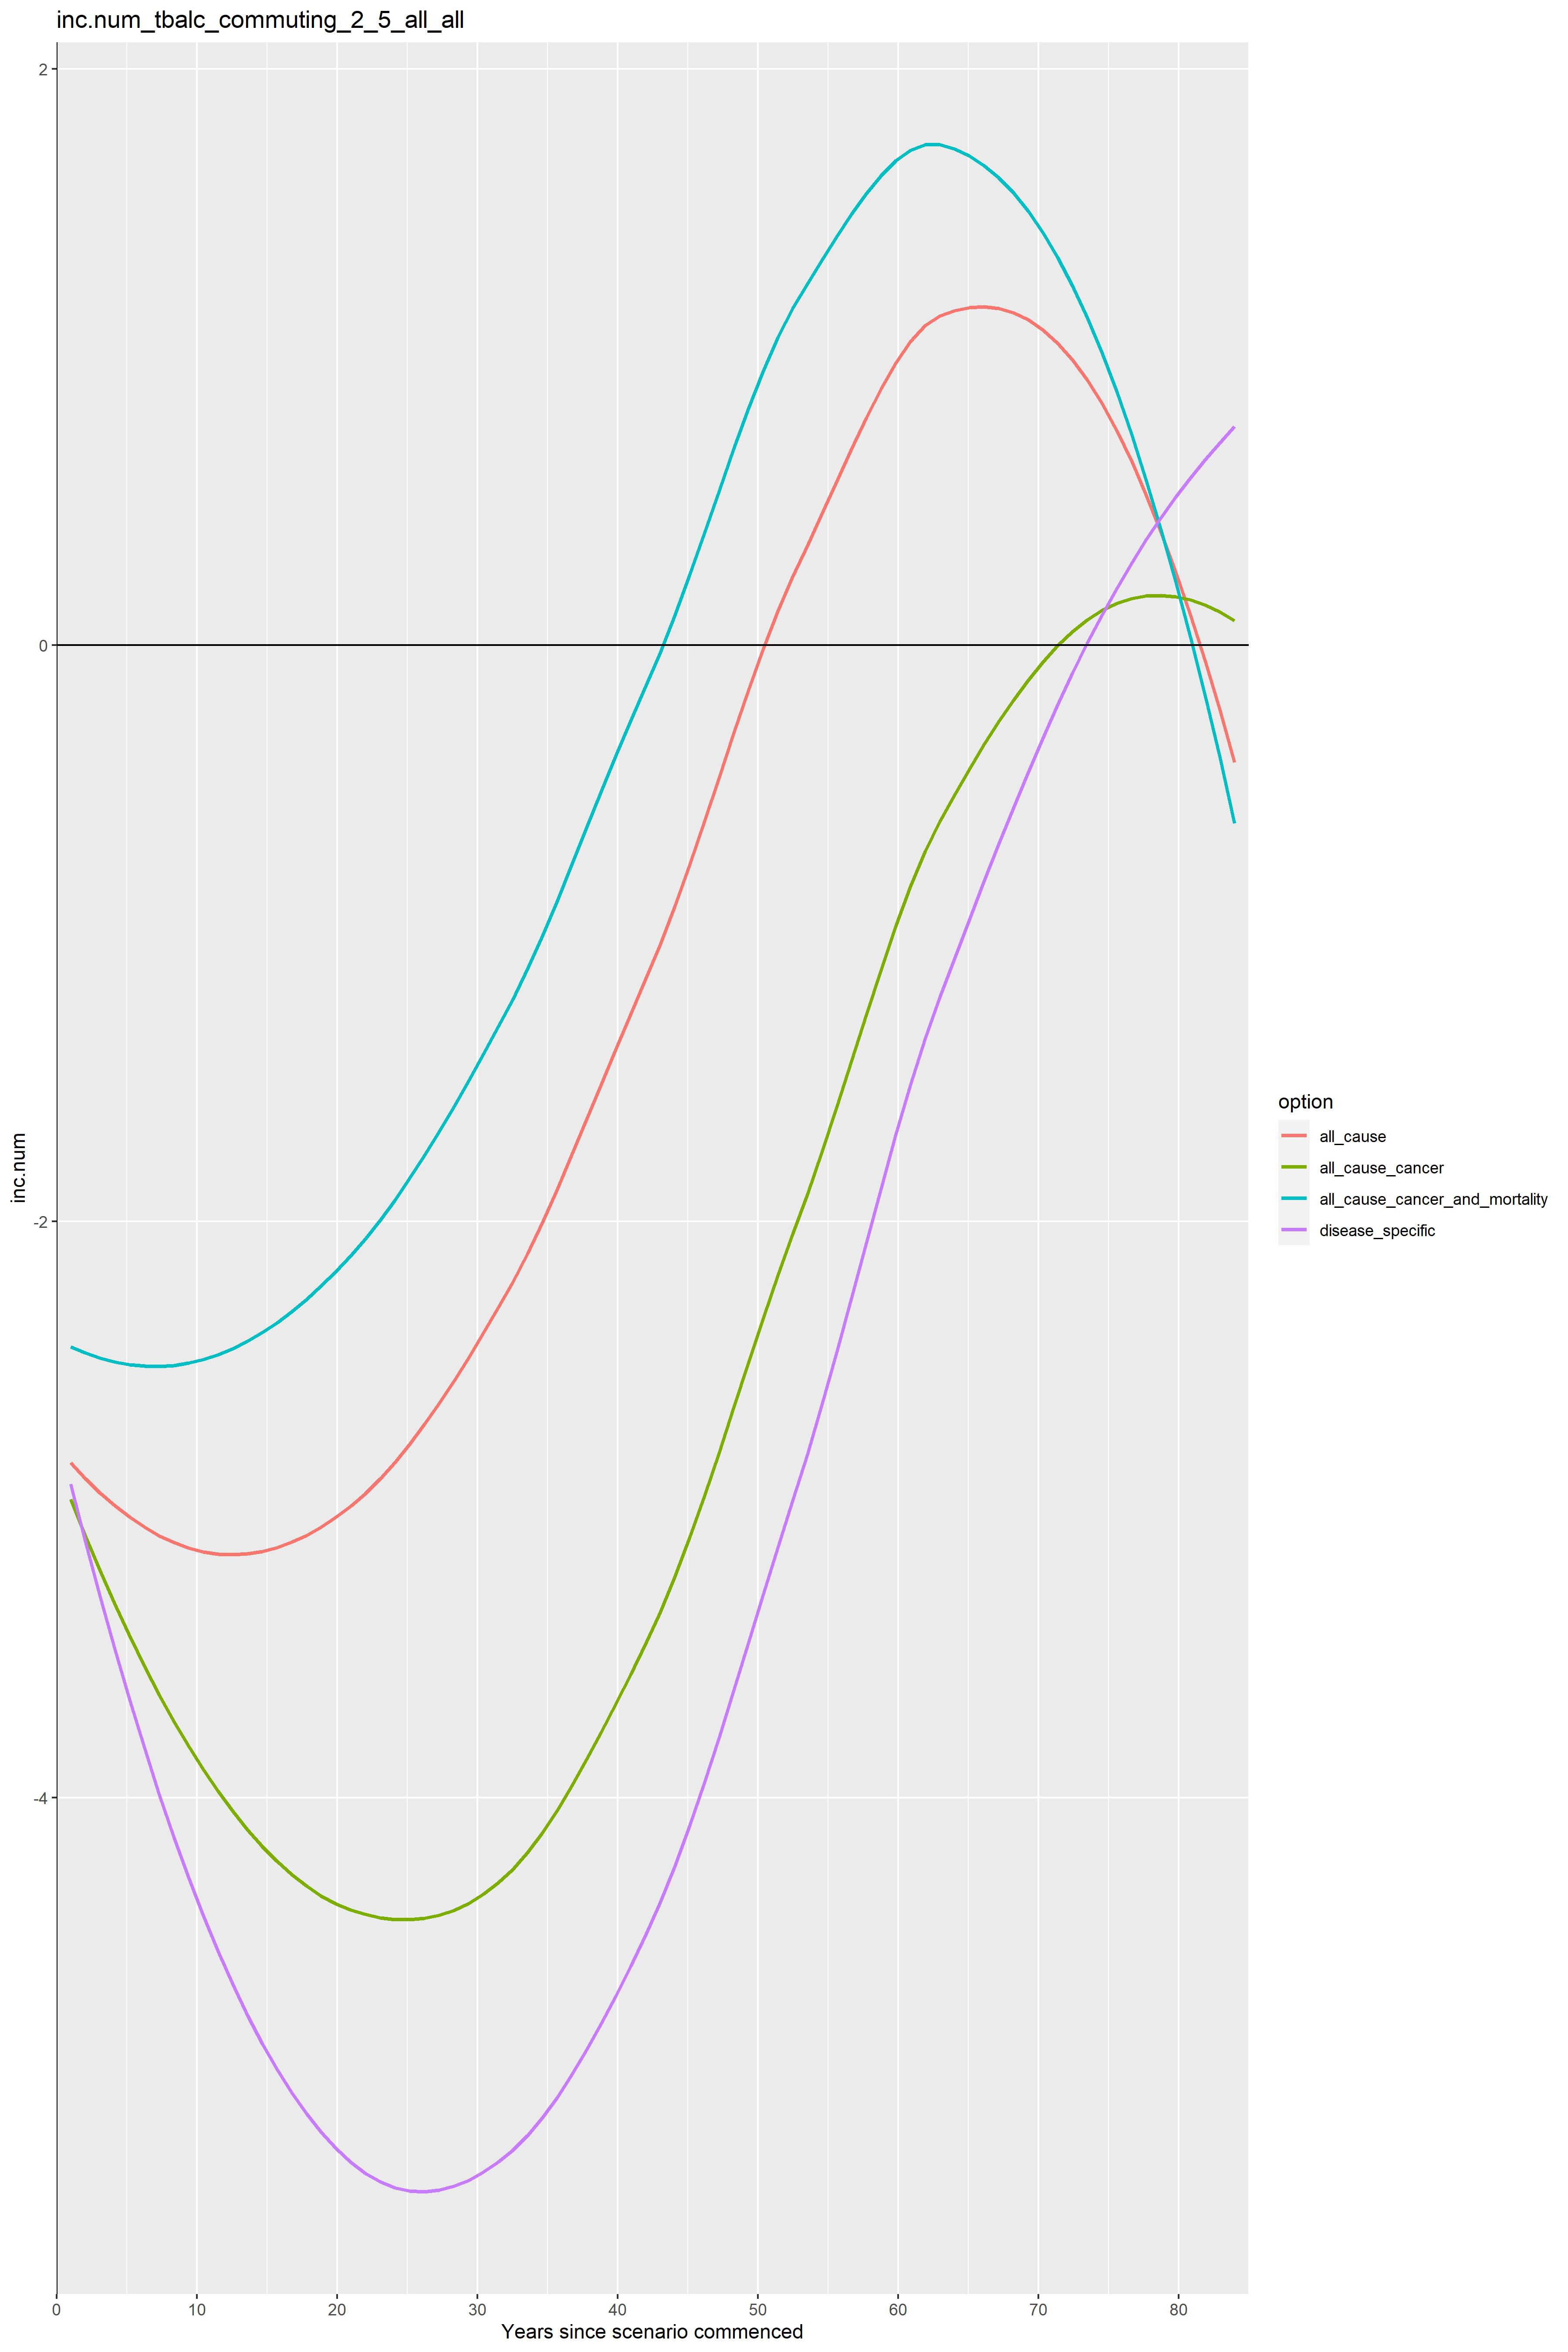 inc.num_tbalc_commuting_2_5_all_all
2
0
-2
-4
inc.num
0 10 20 30 40 50 60 70 80
Years since scenario commenced
option
all_cause
all_cause_cancer
all_cause_cancer_and_mortality
disease_specific